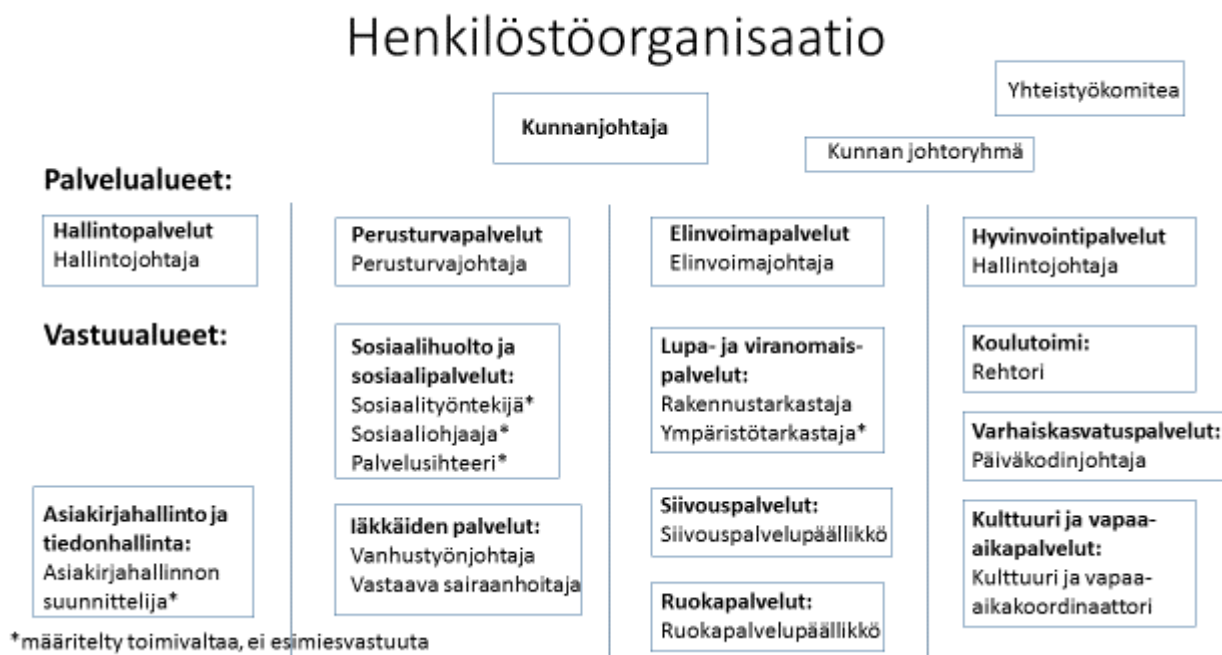 Henkilöstöorganisaatio
Yhteistyökomitea
Kunnanjohtaja
Kunnan johtoryhmä
Palvelualueet:
Hallintopalvelut
Hallintojohtaja
Perusturvapalvelut
Perusturvajohtaja
Elinvoimapalvelut
Elinvoimajohtaja
Hyvinvointipalvelut
Hallintojohtaja
Vastuualueet:
Asiakirjahallinto ja
tiedonhallinta:
Asiakirjahallinnon
suunnittelija*
Sosiaalihuolto ja
sosiaalipalvelut:
Sosiaalityöntekijä*
Sosiaaliohjaaja*
Palvelusihteeri*
Iäkkäiden palvelut:
Vanhustyönjohtaja
Vastaava sairaanhoitaja
Lupa- ja viranomais-
palvelut:
Rakennustarkastaja
Ympäristötarkastaja*
Siivouspalvelut:
Siivouspalvelupäällikkö
Ruokapalvelut:
Ruokapalvelupäällikkö
Koulutoimi:
Rehtori
Varhaiskasvatuspalvelut:
Päiväkodinjohtaja
Kulttuuri ja vapaa-
aikapalvelut:
Kulttuuri ja vapaa-
aikakoordinaattori
*määritelty toimivaltaa, ei esimiesvastuuta